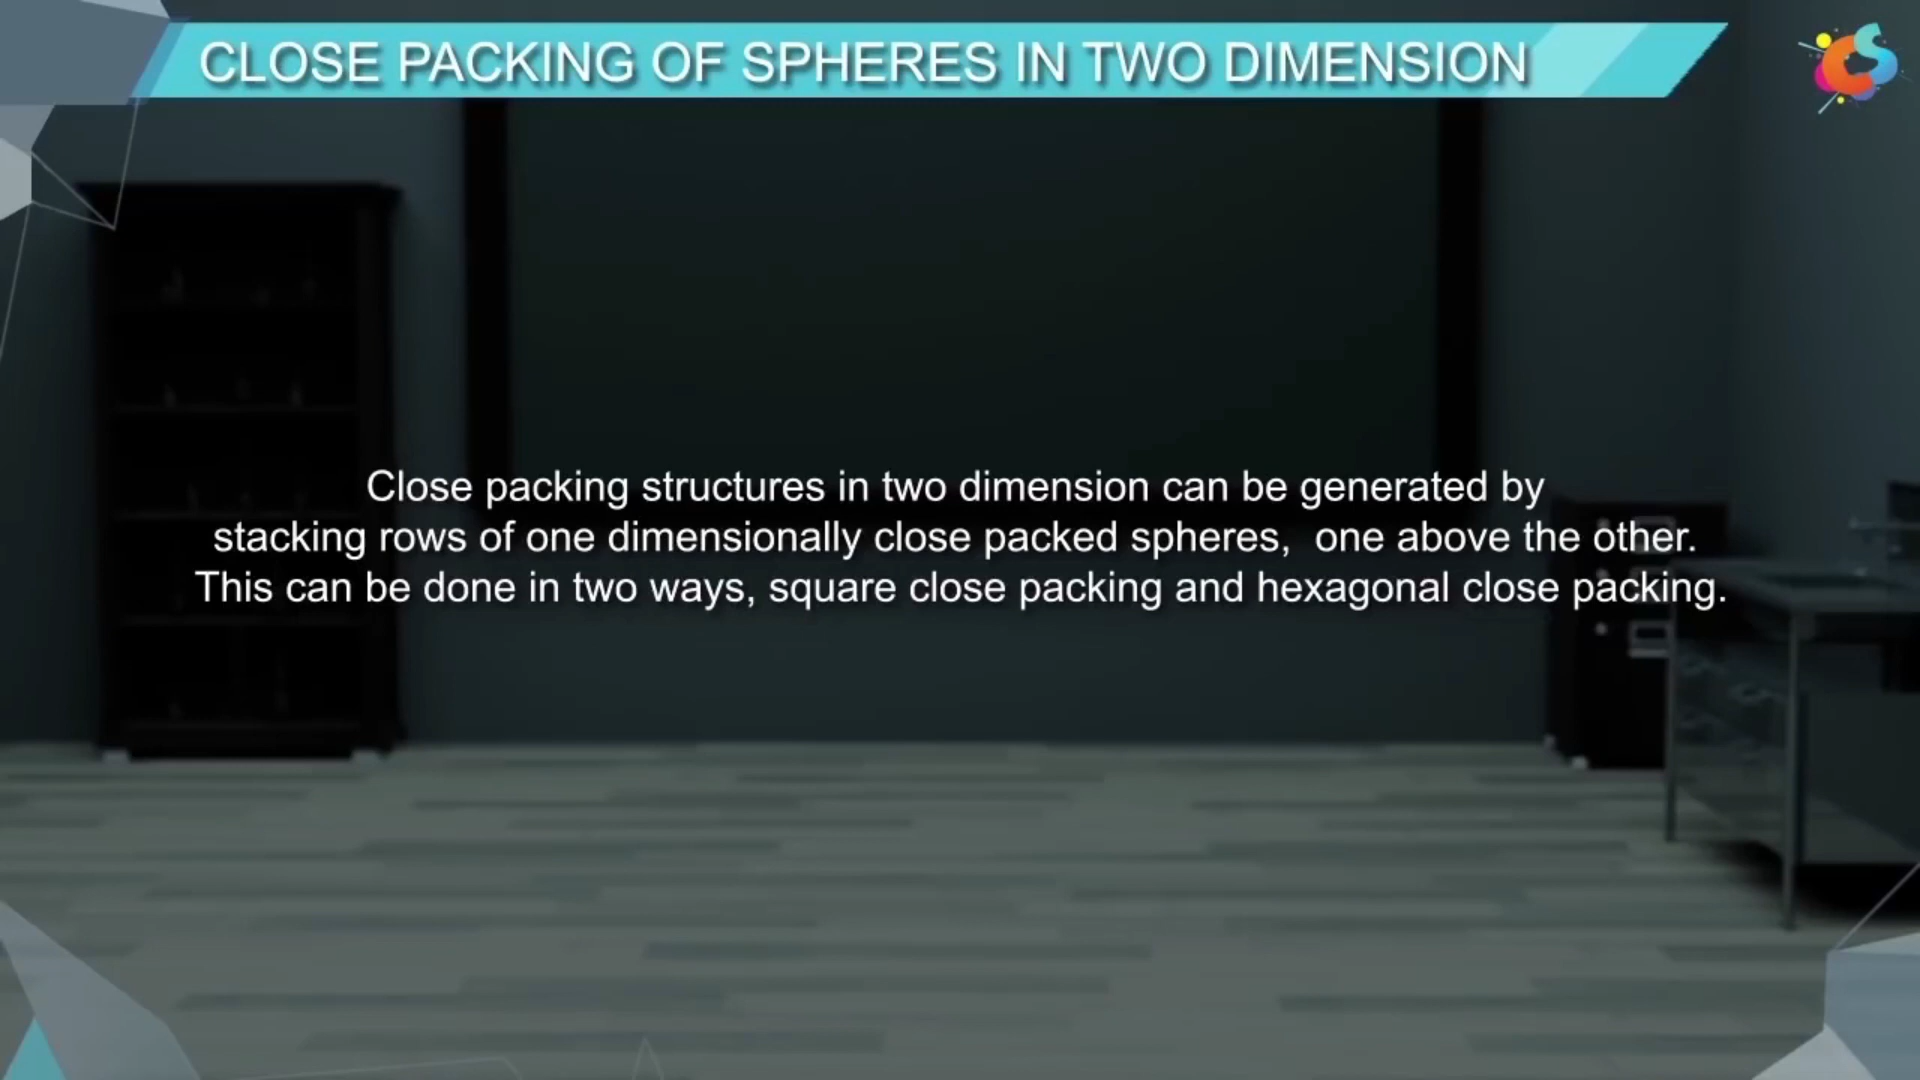 CLOSE PACKING OF SPHERES IN TWO DIMENSION
CS
Close packing structures in two dimension can be generated by
stacking rows of one dimensionally close packed spheres, one above the other.
This can be done in two ways, square close packing and hexagonal close packing.